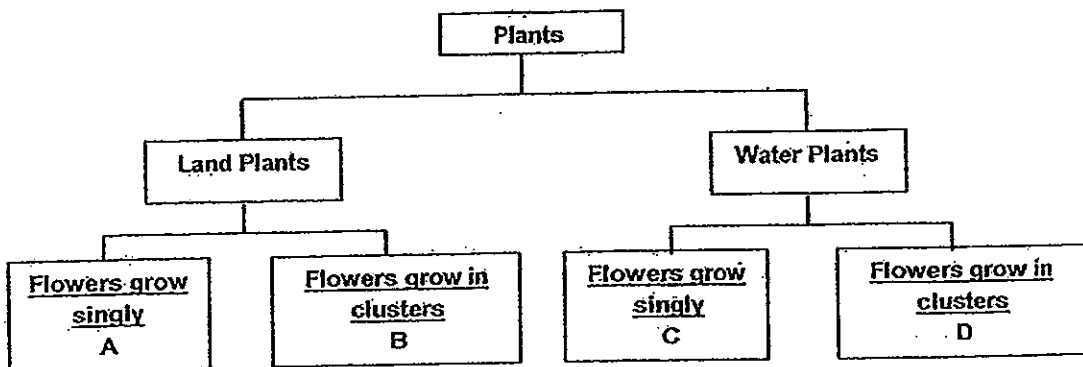 Plants
Land Plants
Water Plants
Flowers grow
singly
A
Flowers grow in
clusters
B
Flowers grow
singly
C
Flowers grow in
clusters
D